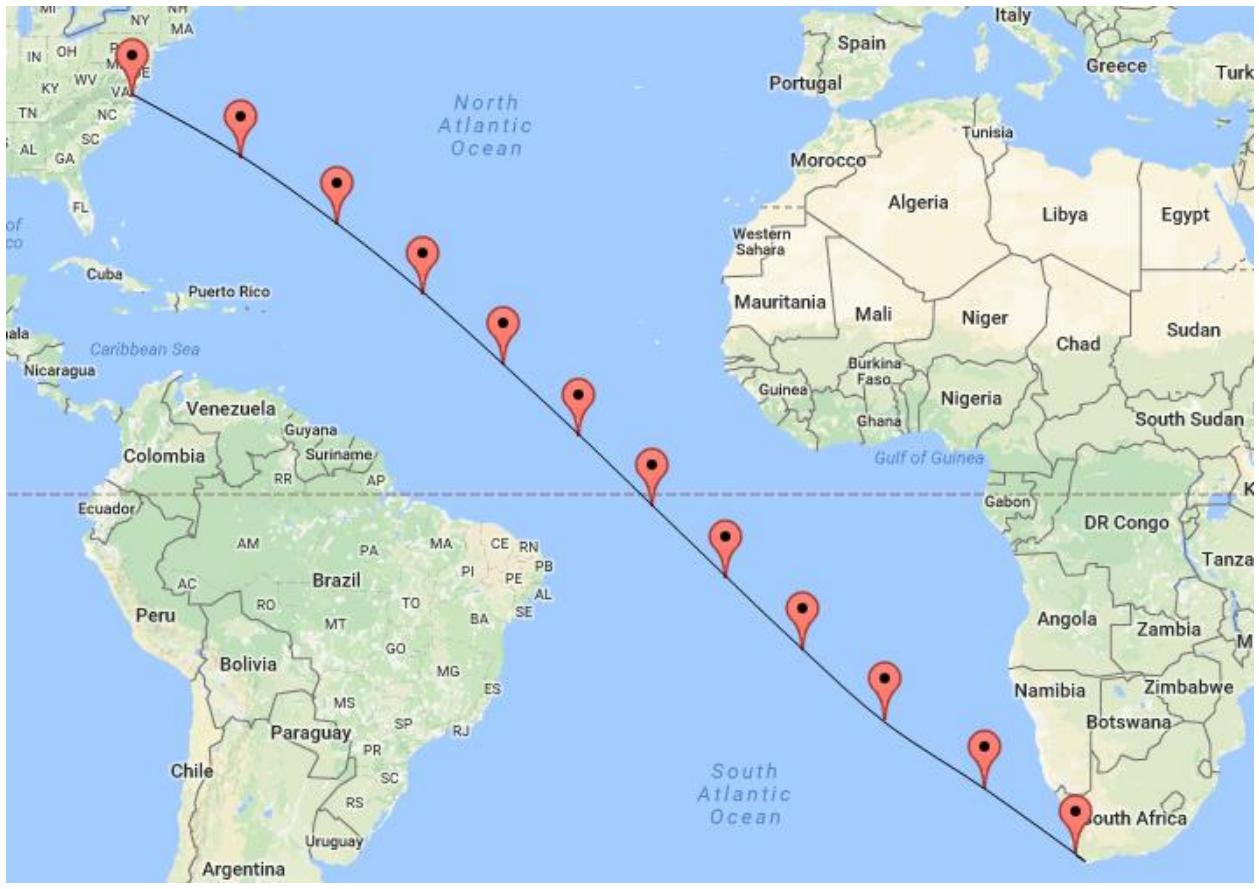 MI
NY
NH
MA
IN
OH
WV
KY
VA
TN
NC
SC
AL
GA
FL
North
Atlantic
Ocean
Spain
Portugal
Italy
Greece
Turk
Tunisia
Morocco
Algeria
Libya
Egypt
Western
Sahara
of
co
Cuba
Puerto Rico
Mauritania
Mali
Niger
Chad
Sudan
ala
Caribbean Sea
Nicaragua
Guinea
Burkina
Faso
Ghana
Nigeria
South Sudan
Venezuela
Guyana
Suriname
Colombia
Gulf of Guinea
RR
AP
Ecuador
Gabon
K
DR Congo
AM
PA
MA
CE
RN
PB
PI
PE
AL
SE
Tanza
AC
Brazil
TO
BA
Peru
RO
MT
GO
Angola
Zambia
M
Bolivia
MG
ES
Namibia
Zimbabwe
Botswana
MS
SP
RJ
Paraguay
PR
SC
Chile
South
Atlantic
Ocean
RS
outh Africa
Uruguay
Argentina